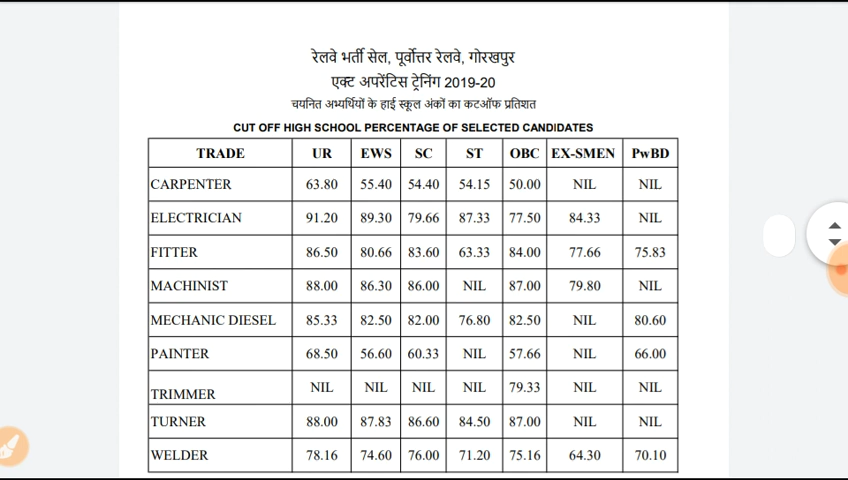 रेलवे भर्ती सेल, पूर्वोत्तर रेलवे, गोरखपुर
एक्ट अपरेंटिस ट्रेनिंग 2019-20
चयनित अभ्यर्थियों के हाई स्कूल अंकों का कटऑफ प्रतिशत
CUT OFF HIGH SCHOOL PERCENTAGE OF SELECTED CANDIDATES
TRADE UR EWS SC ST OBC EX-SMEN PwBD
CARPENTER 63.80 55.40 54.40 54.15 50.00 NIL NIL
ELECTRICIAN 91.20 89.30 79.66 87.33 77.50 84.33 NIL
FITTER 86.50 80.66 83.60 63.33 84.00 77.66 75.83
MACHINIST 88.00 86.30 86.00 NIL 87.00 79.80 NIL
MECHANIC DIESEL 85.33 82.50 82.00 76.80 82.50 NIL 80.60
PAINTER 68.50 56.60 60.33 NIL 57.66 NIL 66.00
TRIMMER NIL NIL NIL NIL 79.33 NIL NIL
TURNER 88.00 87.83 86.60 84.50 87.00 NIL NIL
WELDER 78.16 74.60 76.00 71.20 75.16 64.30 70.10